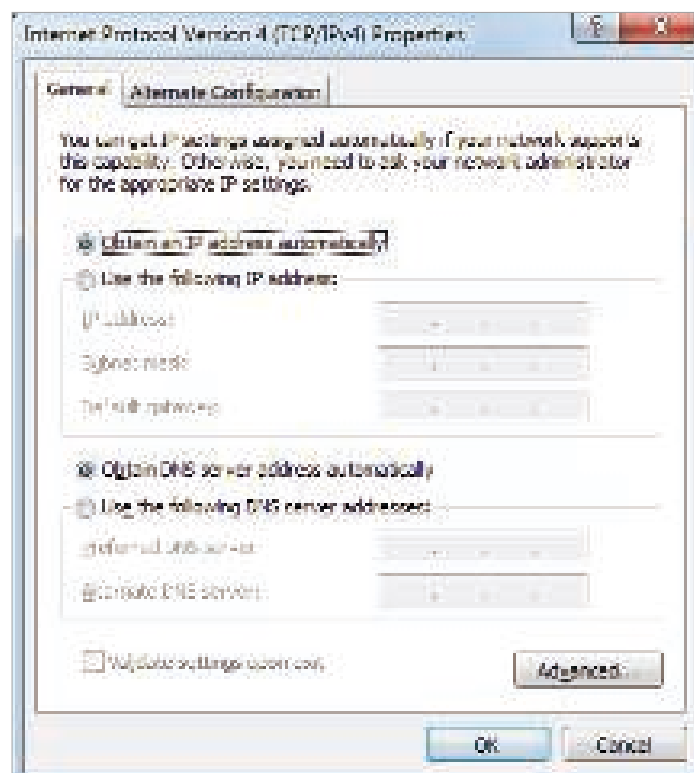 Internet Protocol Version 4 (TCP/IPv4) Properties
General
Alternate Configuration
You can get IP settings assigned automatically if your network supports
this capability. Otherwise, you need to ask your network administrator
for the appropriate IP settings.
Obtain an IP address automatically
Use the following IP address:
IP address:
Subnet mask:
Default gateway:
Obtain DNS server address automatically
Use the following DNS server addresses:
Preferred DNS server:
Alternate DNS server:
Validate settings upon exit
Advanced...
OK
Cancel